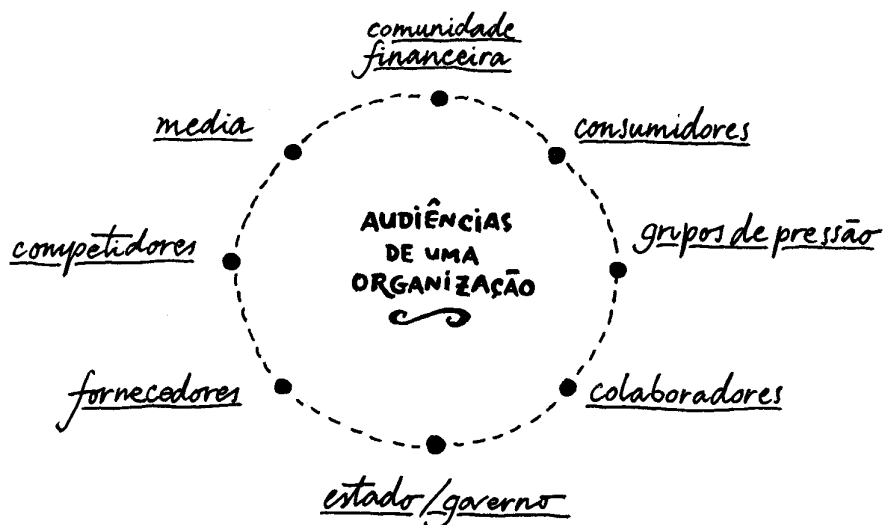 comunidade
financeira
media
consumidores
AUDIÊNCIAS
DE UMA
ORGANIZAÇÃO
competidores
grupos de pressão
fornecedores
colaboradores
estado/governo